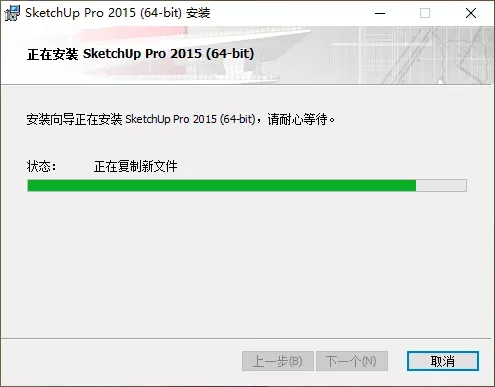 SketchUp Pro 2015 (64-bit) 安装
正在安装 SketchUp Pro 2015 (64-bit)
安装向导正在安装 SketchUp Pro 2015 (64-bit)，请耐心等待。
状态： 正在复制新文件
上一步(B) 下一个(N) 取消